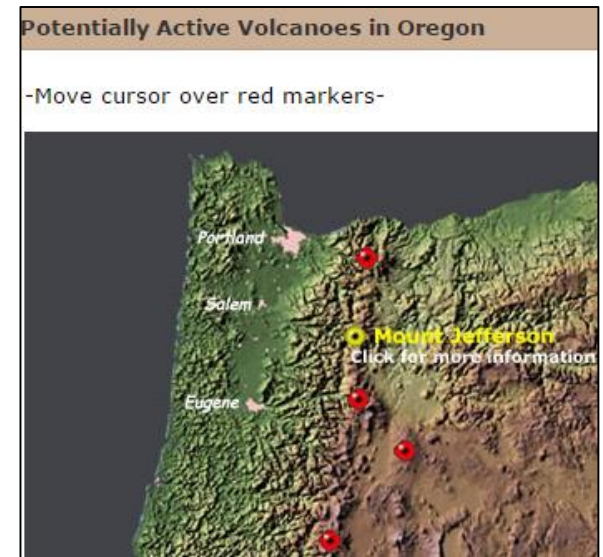 Potentially Active Volcanoes in Oregon
-Move cursor over red markers-
Portland
Salem
Mount Jefferson
Click for more information
Eugene